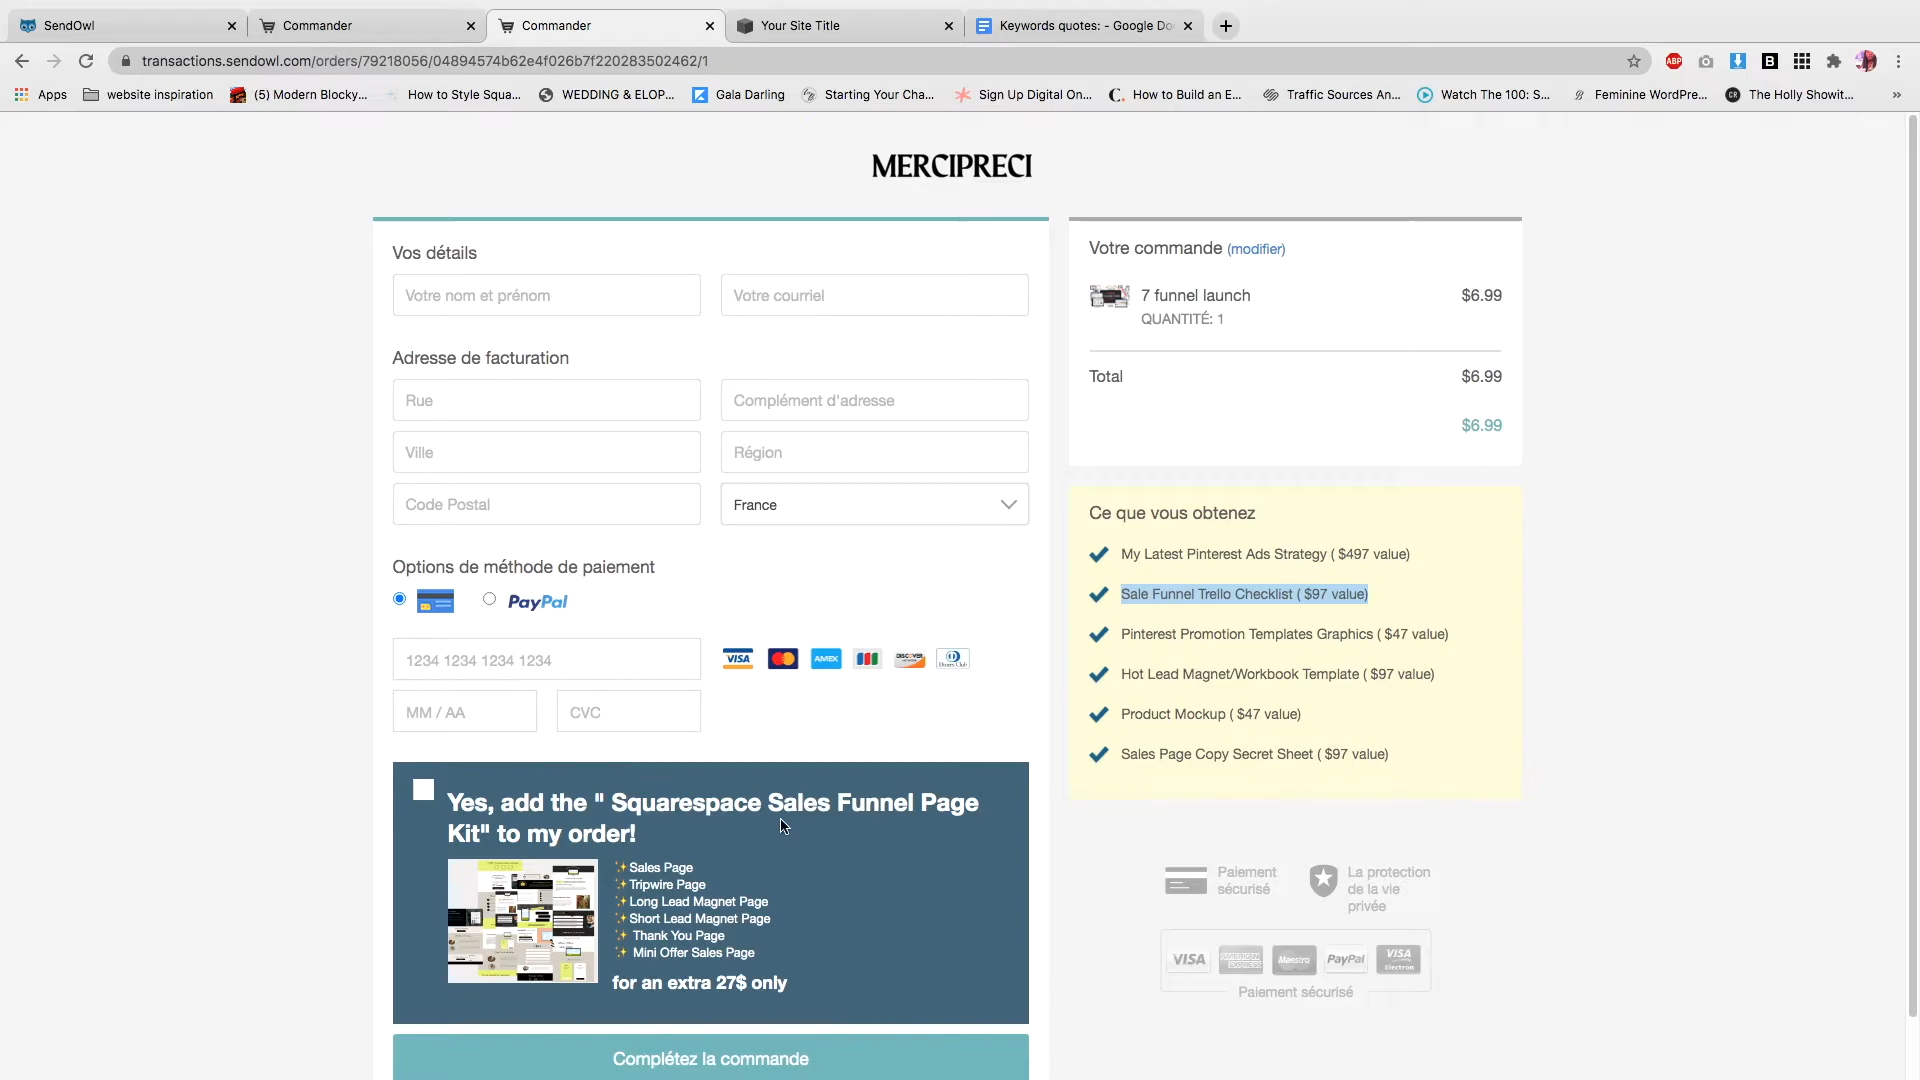 SendOwl
Commander
Commander
Your Site Title
Keywords quotes: - Google Do
transactions.sendowl.com/orders/79218056/04894574b62e4f026b7f220283502462/1
ABP
B
Apps
website inspiration
(5) Modern Blocky...
How to Style Squa...
WEDDING & ELOP...
Gala Darling
Starting Your Cha...
Sign Up Digital On...
How to Build an E...
Traffic Sources An...
Watch The 100: S...
Feminine WordPre...
CR
The Holly Showit...
»
MERCIPRECI
Vos détails
Votre nom et prénom
Votre courriel
Adresse de facturation
Rue
Complément d'adresse
Ville
Région
Code Postal
France
Options de méthode de paiement
PayPal
1234 1234 1234 1234
VISA
AMEX
DISCOVER
Diners Club
MM / AA
CVC
Yes, add the " Squarespace Sales Funnel Page
Kit" to my order!
✨Sales Page
✨Tripwire Page
✨Long Lead Magnet Page
✨Short Lead Magnet Page
✨ Thank You Page
✨ Mini Offer Sales Page
for an extra 27$ only
Complétez la commande
Votre commande (modifier)
7 funnel launch
$6.99
QUANTITÉ: 1
Total
$6.99
$6.99
Ce que vous obtenez
My Latest Pinterest Ads Strategy ( $497 value)
Sale Funnel Trello Checklist ( $97 value)
Pinterest Promotion Templates Graphics ( $47 value)
Hot Lead Magnet/Workbook Template ( $97 value)
Product Mockup ( $47 value)
Sales Page Copy Secret Sheet ( $97 value)
Paiement
sécurisé
La protection
de la vie
privée
VISA
AMERICAN EXPRESS
Maestro
PayPal
VISA
Electron
Paiement sécurisé